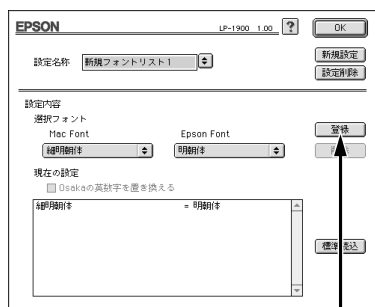 EPSON LP-1900 1.00 ? OK
設定名称 新規フォントリスト1 新規設定
設定削除
設定内容
選択フォント
Mac Font Epson Font 登録
細明朝体 明朝体
現在の設定
Osakaの英数字を置き換える
細明朝体 = 明朝体
標準 読込